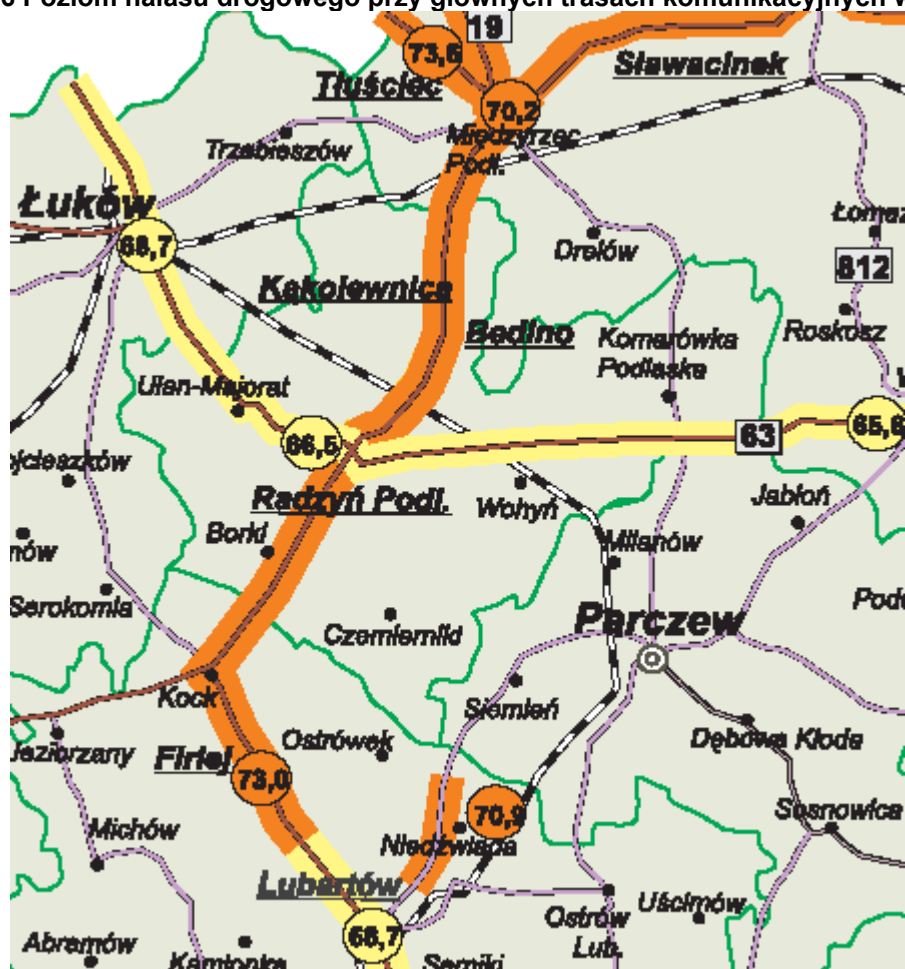 Poziom hałasu drogowego przy głównych trasach komunikacyjnych w
19
73,6
Sławacinek
Tłuściec
70,2
Międzyrzec
Podl.
Trzebieszów
Łuków
68,7
Drelów
812
Kąkolewnica
Bedlno
Komarówka
Podlaska
Roskosz
Ulan-Majorat
66,5
63
65,6
Radzyń Podl.
Wohyń
Jabłoń
Borki
Milanów
Serokomla
Czemierniki
Parczew
Kock
Siemień
Jeziorzany
Firlej
Ostrówek
Dębowa Kłoda
73,0
70,9
Sosnowica
Michów
Niedźwiada
Lubartów
Ostrów
Lub.
Uścimów
68,7
Abramów
Kamionka
Serniki